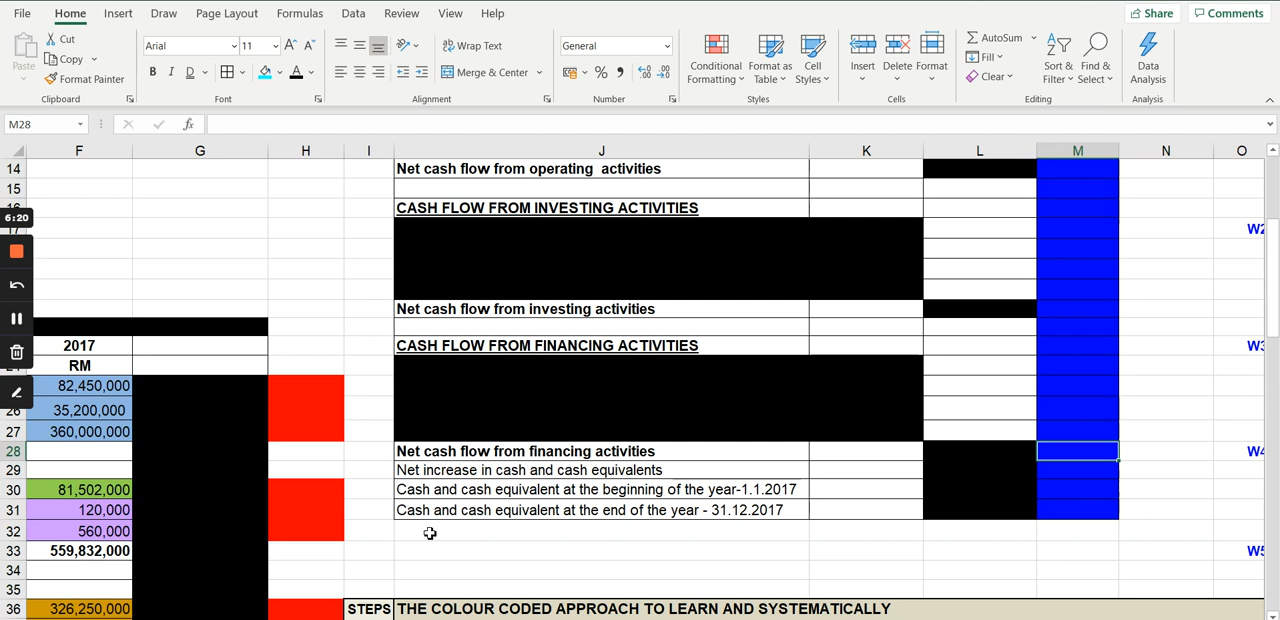 File Home Insert Draw Page Layout Formulas Data Review View Help Share Comments
Paste Cut Copy Format Painter Clipboard
Arial 11 A A B I U A Font
Wrap Text Merge & Center Alignment
General % Number
Conditional Formatting Format as Table Cell Styles Styles
Insert Delete Format Cells
AutoSum Fill Clear Sort & Filter Find & Select Editing
Data Analysis Analysis
M28 fx
F G H I J K L M N O
14 Net cash flow from operating activities
15
CASH FLOW FROM INVESTING ACTIVITIES
6:20
17 W2
Net cash flow from investing activities
2017 CASH FLOW FROM FINANCING ACTIVITIES W3
RM
82,450,000
26 35,200,000
27 360,000,000
28 Net cash flow from financing activities W4
29 Net increase in cash and cash equivalents
30 81,502,000 Cash and cash equivalent at the beginning of the year-1.1.2017
31 120,000 Cash and cash equivalent at the end of the year - 31.12.2017
32 560,000
33 559,832,000 W5
34
35
36 326,250,000 STEPS THE COLOUR CODED APPROACH TO LEARN AND SYSTEMATICALLY